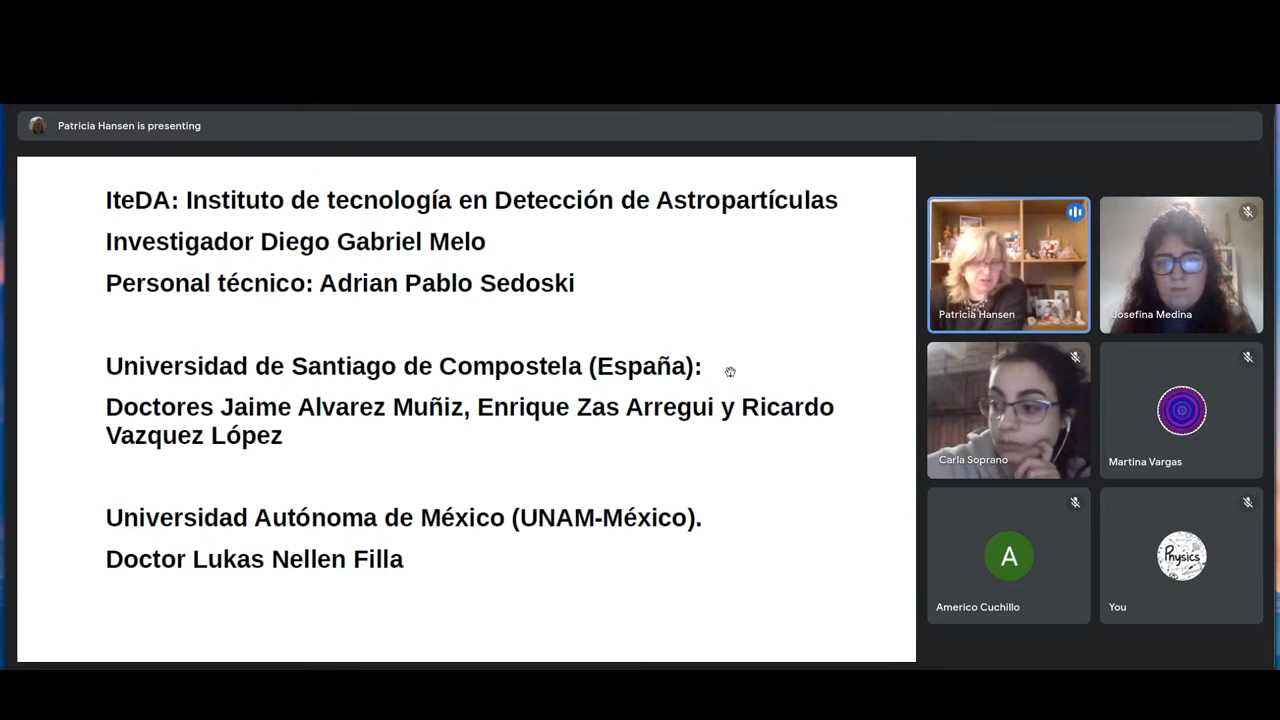 Patricia Hansen is presenting
IteDA: Instituto de tecnología en Detección de Astropartículas
Investigador Diego Gabriel Melo
Personal técnico: Adrian Pablo Sedoski
Universidad de Santiago de Compostela (España):
Doctores Jaime Alvarez Muñiz, Enrique Zas Arregui y Ricardo
Vazquez López
Universidad Autónoma de México (UNAM-México).
Doctor Lukas Nellen Filla
Patricia Hansen
Josefina Medina
Carla Soprano
Martina Vargas
A
Americo Cuchillo
Physics
You